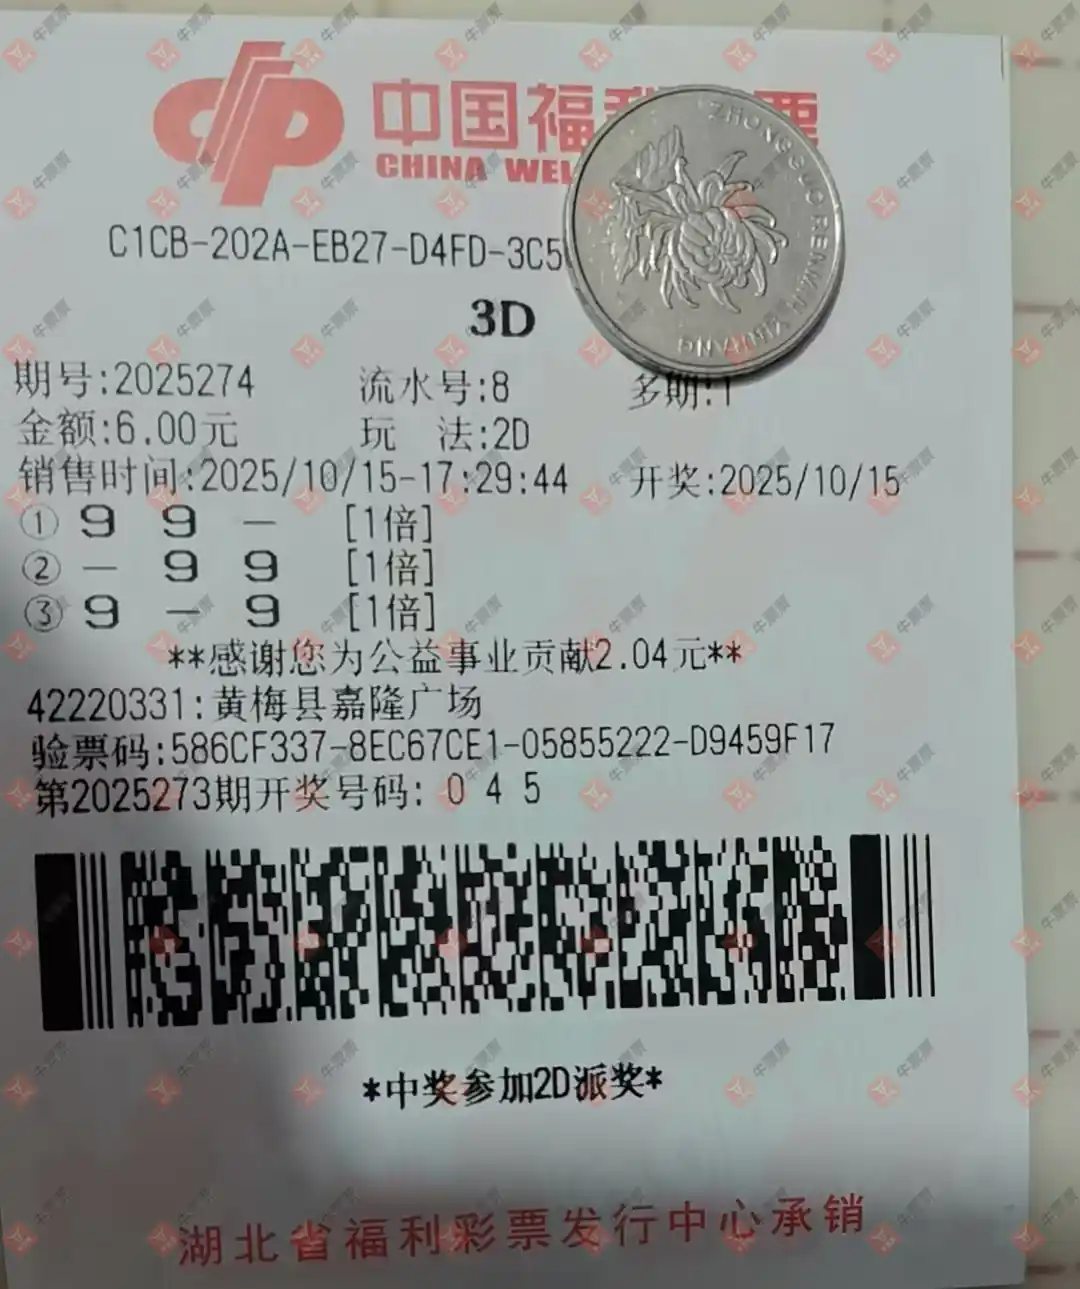 中国福利 票
CHINA WEL
C1CB-202A-EB27-D4FD-3C5
ZHONGGUO RENMIN YINHANG
3D
期号:2025274 流水号:8 多期:1
金额:6.00元 玩 法:2D
销售时间:2025/10/15-17:29:44 开奖:2025/10/15
① 9 9 - [1倍]
② - 9 9 [1倍]
③ 9 - 9 [1倍]
**感谢您为公益事业贡献2.04元**
42220331:黄梅县嘉隆广场
验票码:586CF337-8EC67CE1-05855222-D9459F17
第2025273期开奖号码: 0 4 5
*中奖参加2D派奖*
湖北省福利彩票发行中心承销
牛票票